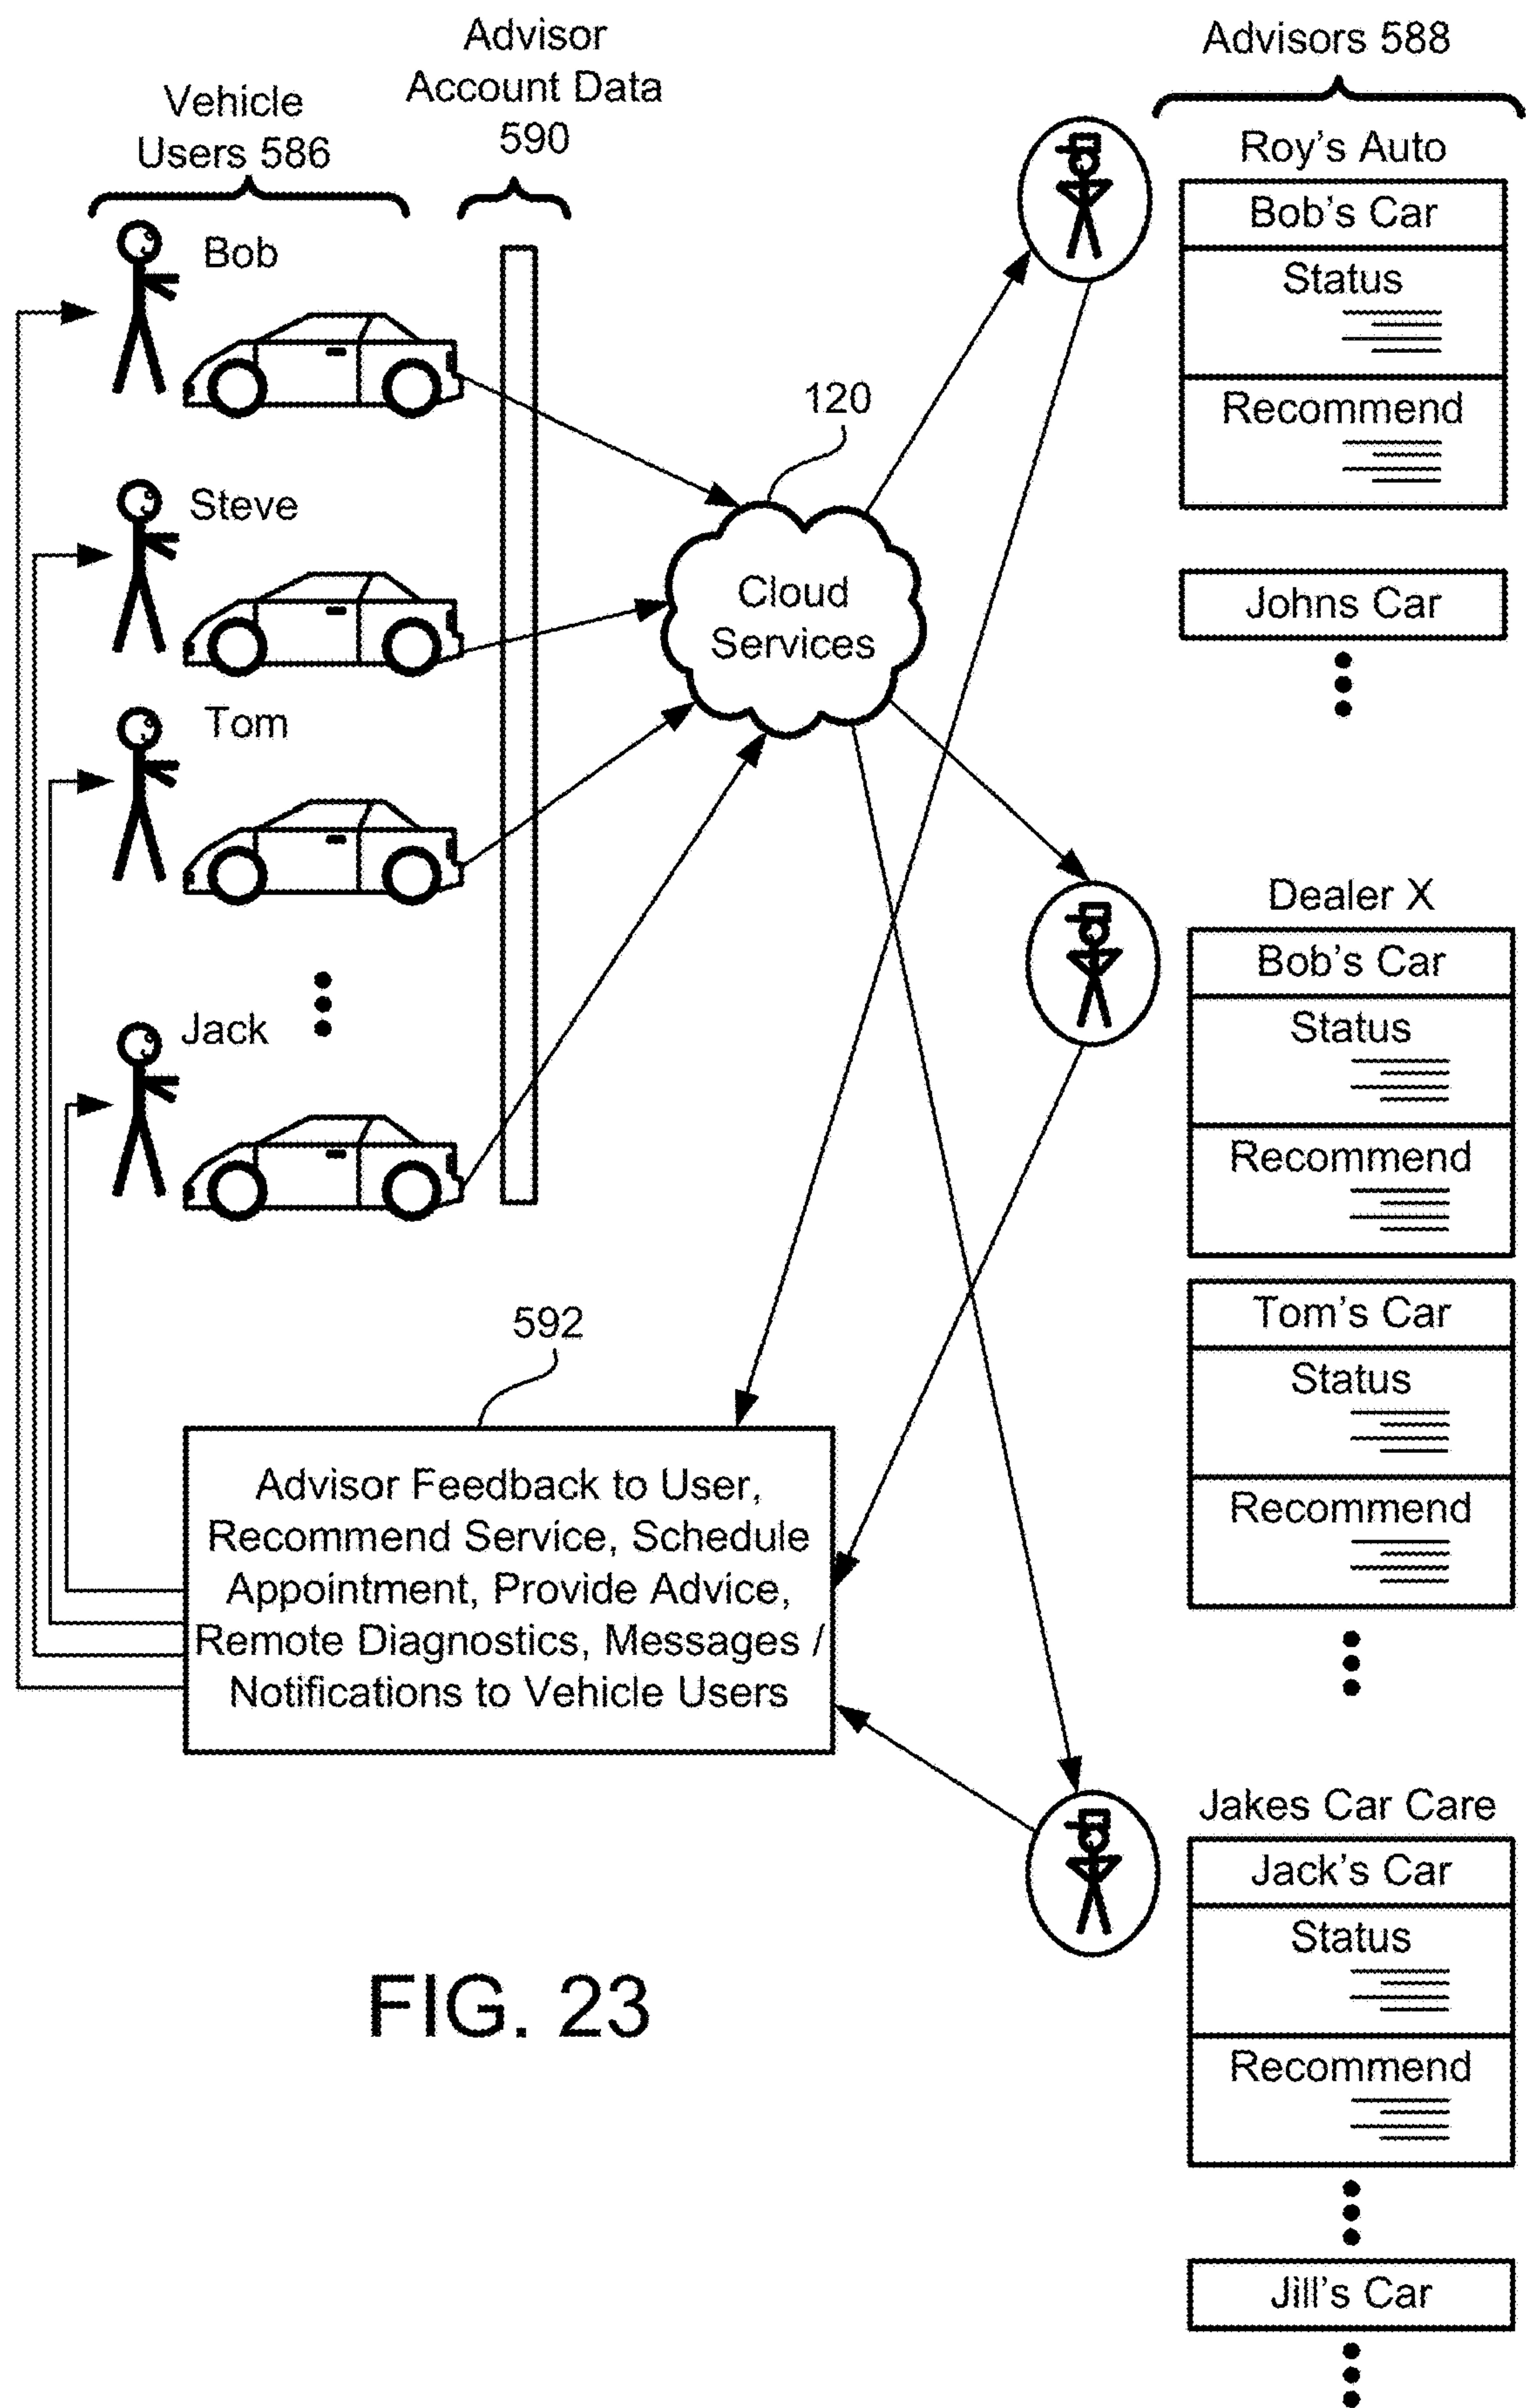 Advisor
Account Data
590
Vehicle
Users 586
Advisors 588
Bob
Steve
Tom
Jack
120
Cloud
Services
Roy's Auto
Bob's Car
Status
Recommend
Johns Car
Dealer X
Bob's Car
Status
Recommend
Tom's Car
Status
Recommend
592
Advisor Feedback to User,
Recommend Service, Schedule
Appointment, Provide Advice,
Remote Diagnostics, Messages /
Notifications to Vehicle Users
Jakes Car Care
Jack's Car
Status
Recommend
Jill's Car
FIG. 23